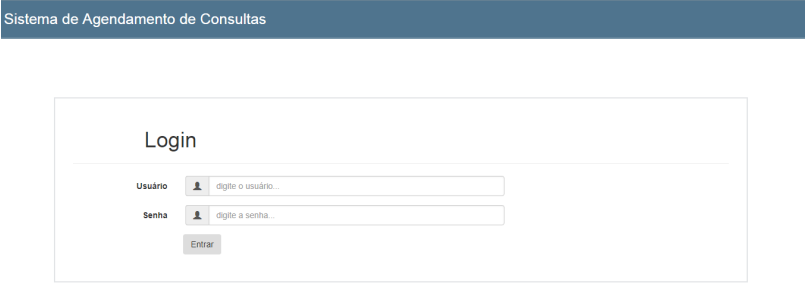 Sistema de Agendamento de Consultas
Login
Usuário digite o usuário...
Senha digite a senha...
Entrar